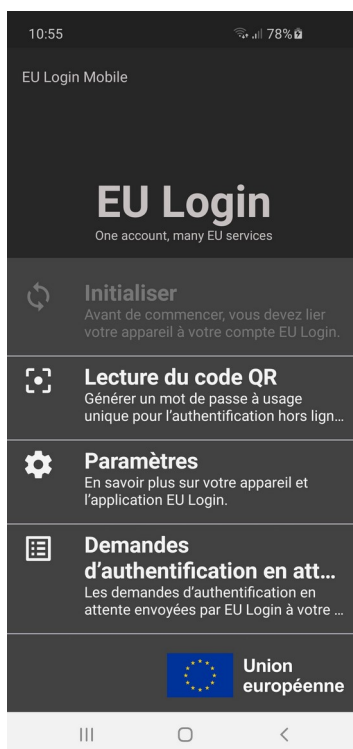 10:55
78%
EU Login Mobile
EU Login
One account, many EU services
Initialiser
Avant de commencer, vous devez lier
votre appareil à votre compte EU Login.
Lecture du code QR
Générer un mot de passe à usage
unique pour l'authentification hors lign...
Paramètres
En savoir plus sur votre appareil et
l'application EU Login.
Demandes
d'authentification en att...
Les demandes d'authentification en
attente envoyées par EU Login à votre ...
Union
européenne